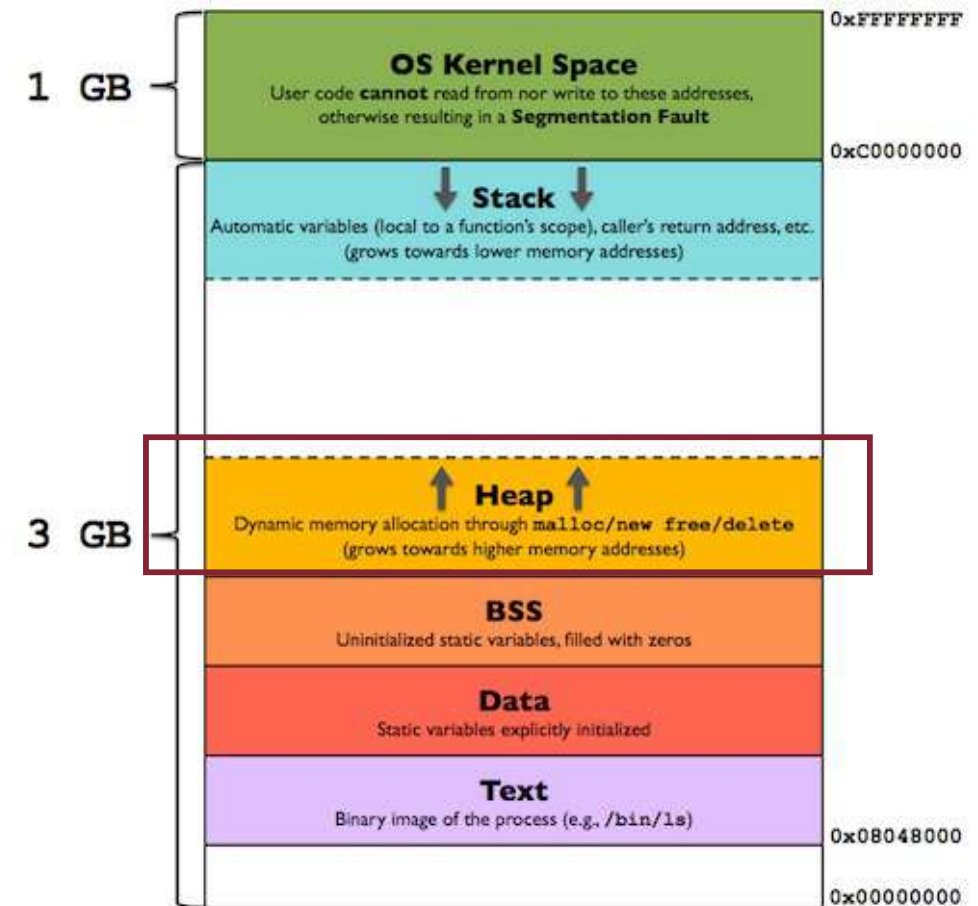 0xFFFFFFFF
OS Kernel Space
1 GB
User code cannot read from nor write to these addresses,
otherwise resulting in a Segmentation Fault
0xC0000000
Stack
Automatic variables (local to a function's scope), caller's return address, etc.
(grows towards lower memory addresses)
Heap
Dynamic memory allocation through malloc/new free/delete
3 GB
(grows towards higher memory addresses)
BSS
Uninitialized static variables, filled with zeros
Data
Static variables explicitly initialized
Text
Binary image of the process (e.g., /bin/ls)
0x08048000
0x00000000